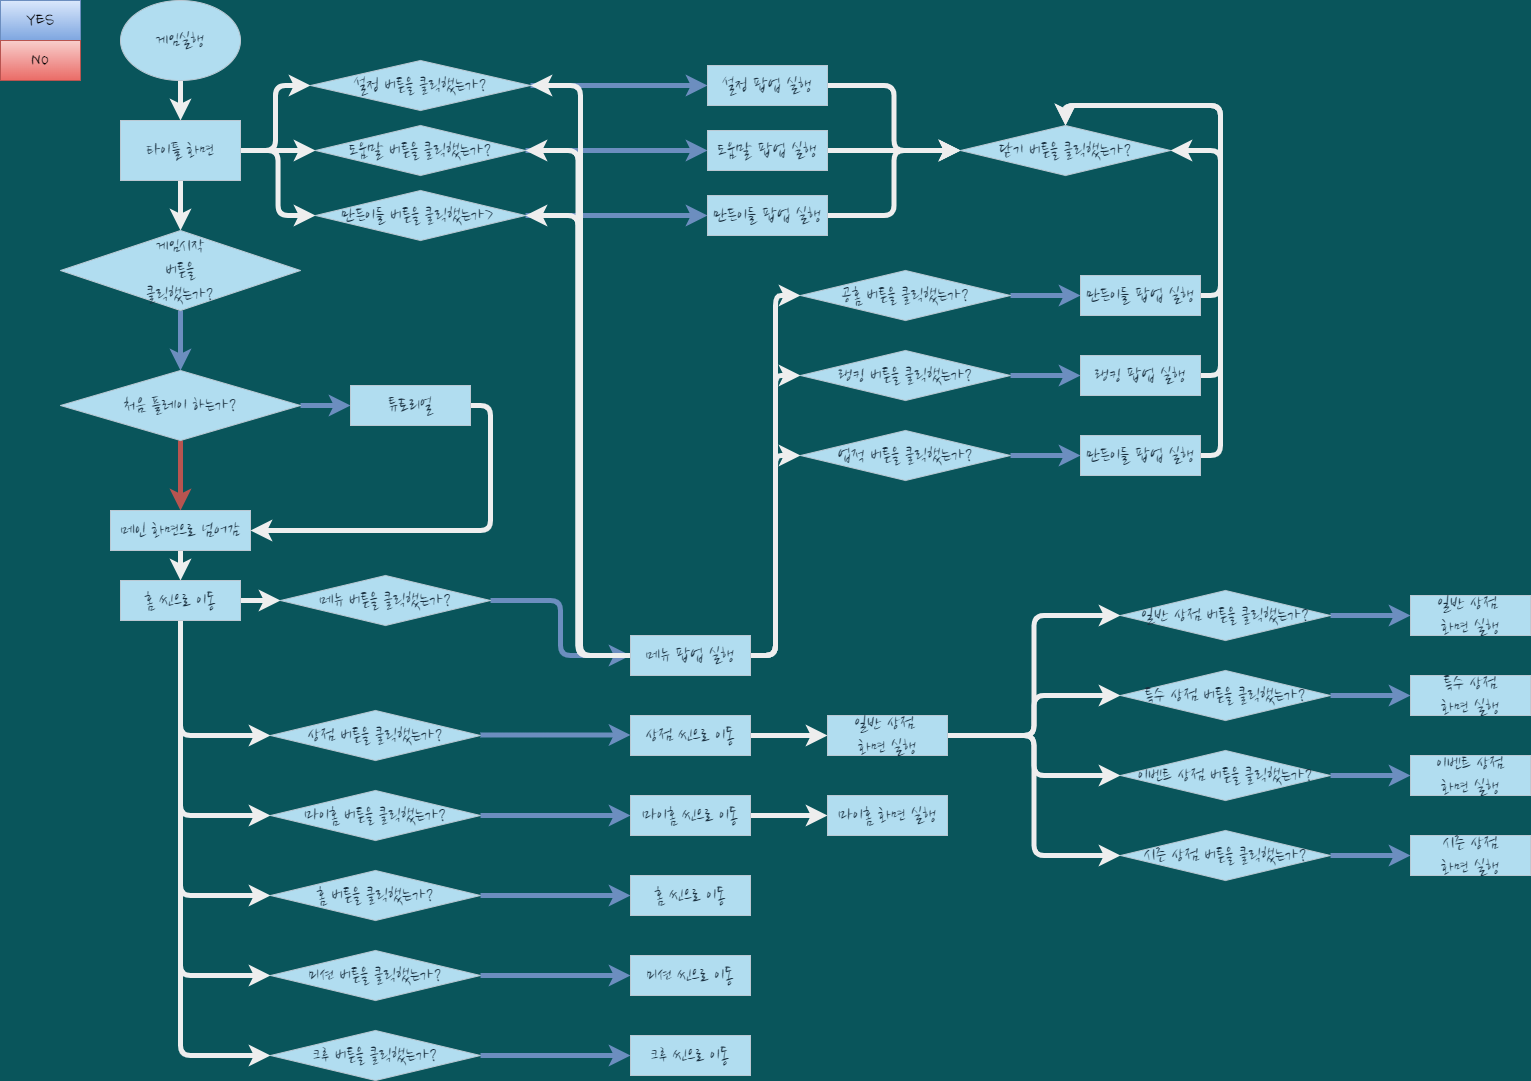 YES
NO
게임실행
타이틀 화면
설정 버튼을 클릭했는가?
설정 팝업 실행
도움말 버튼을 클릭했는가?
도움말 팝업 실행
닫기 버튼을 클릭했는가?
만든이들 버튼을 클릭했는가>
만든이들 팝업 실행
게임시작
버튼을
클릭했는가?
공홈 버튼을 클릭했는가?
만든이들 팝업 실행
랭킹 버튼을 클릭했는가?
랭킹 팝업 실행
처음 플레이 하는가?
튜토리얼
업적 버튼을 클릭했는가?
만든이들 팝업 실행
메인 화면으로 넘어감
홈 씬으로 이동
메뉴 버튼을 클릭했는가?
메뉴 팝업 실행
일반 상점 버튼을 클릭했는가?
일반 상점
화면 실행
특수 상점 버튼을 클릭했는가?
특수 상점
화면 실행
상점 버튼을 클릭했는가?
상점 씬으로 이동
일반 상점
화면 실행
이벤트 상점 버튼을 클릭했는가?
이벤트 상점
화면 실행
마이홈 버튼을 클릭했는가?
마이홈 씬으로 이동
마이홈 화면 실행
시즌 상점 버튼을 클릭했는가?
시즌 상점
화면 실행
홈 버튼을 클릭했는가?
홈 씬으로 이동
미션 버튼을 클릭했는가?
미션 씬으로 이동
크루 버튼을 클릭했는가?
크루 씬으로 이동